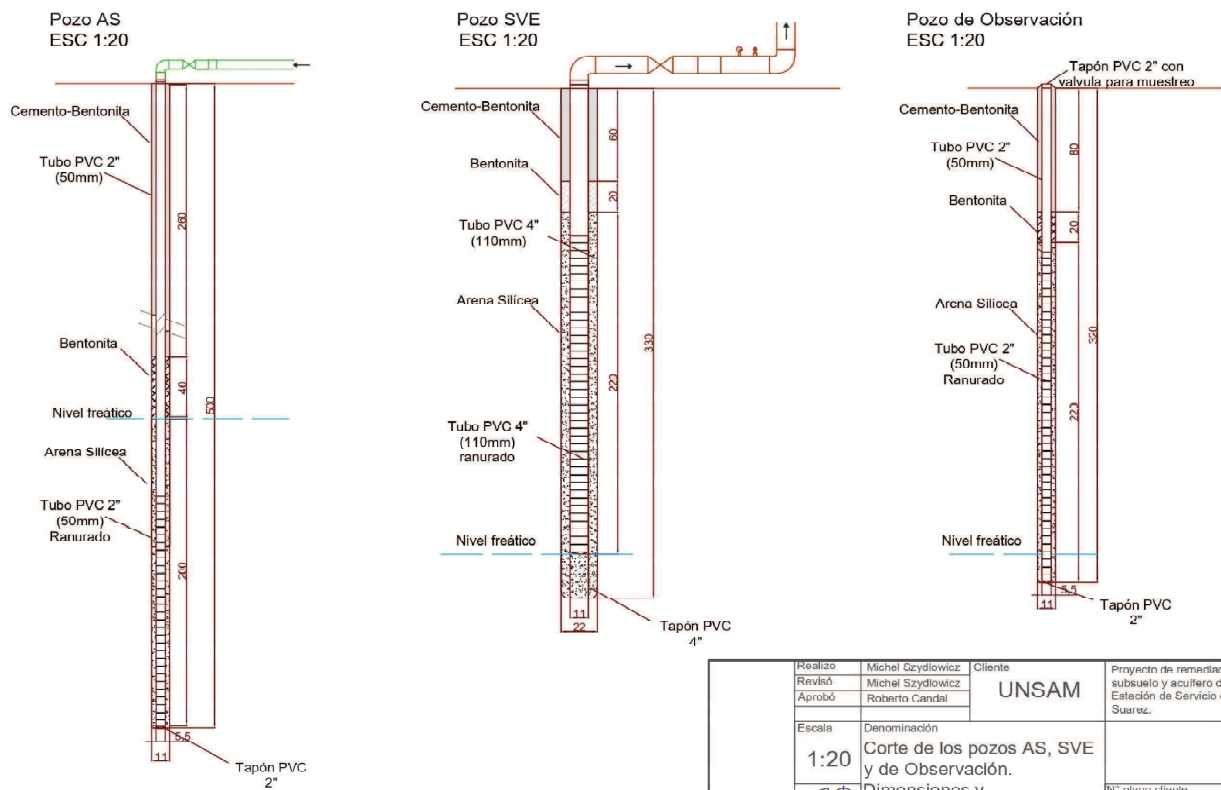 Pozo AS
ESC 1:20
Cemento-Bentonita
Tubo PVC 2"
(50mm)
260
Bentonita
40
500
Nivel freático
Arena Silícea
Tubo PVC 2"
(50mm)
Ranurado
200
5,5
11
Tapón PVC
2"
Pozo SVE
ESC 1:20
Cemento-Bentonita
60
Bentonita
20
Tubo PVC 4"
(110mm)
Arena Silícea
330
220
Tubo PVC 4"
(110mm)
ranurado
Nivel freático
11
22
Tapón PVC
4"
Pozo de Observación
ESC 1:20
Tapón PVC 2" con
valvula para muestreo
Cemento-Bentonita
80
Tubo PVC 2"
(50mm)
Bentonita
20
Arena Silícea
320
Tubo PVC 2"
(50mm)
Ranurado
220
Nivel freático
5,5
11
Tapón PVC
2"
Realizo Michel Szydlowicz
Revisó Michel Szydlowicz
Aprobó Roberto Candal
Cliente
UNSAM
Proyecto de remediac
subsuelo y acuífero d
Estación de Servicio
Suarez.
Escala
1:20
Denominación
Corte de los pozos AS, SVE
y de Observación.
Dimensiones y
N° plano cliente